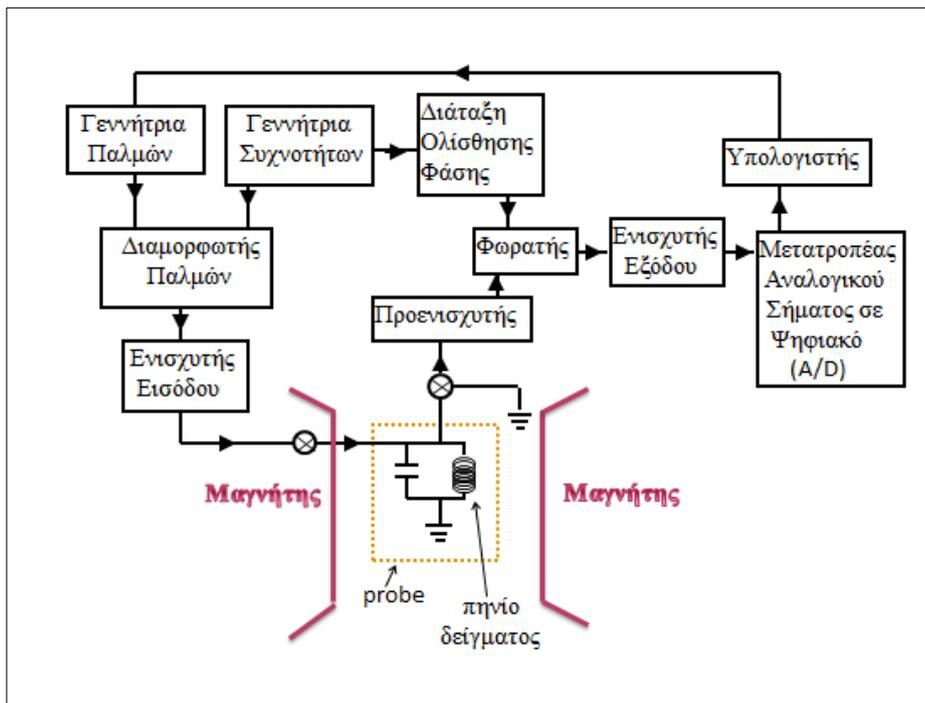 Γεννήτρια
Παλμών
Γεννήτρια
Συχνοτήτων
Διάταξη
Ολίσθησης
Φάσης
Υπολογιστής
Διαμορφωτής
Παλμών
Φωρατής
Ενισχυτής
Εξόδου
Μετατροπέας
Αναλογικού
Σήματος σε
Ψηφιακό
(A/D)
Προενισχυτής
Ενισχυτής
Εισόδου
Μαγνήτης
Μαγνήτης
probe
πηνίο
δείγματος